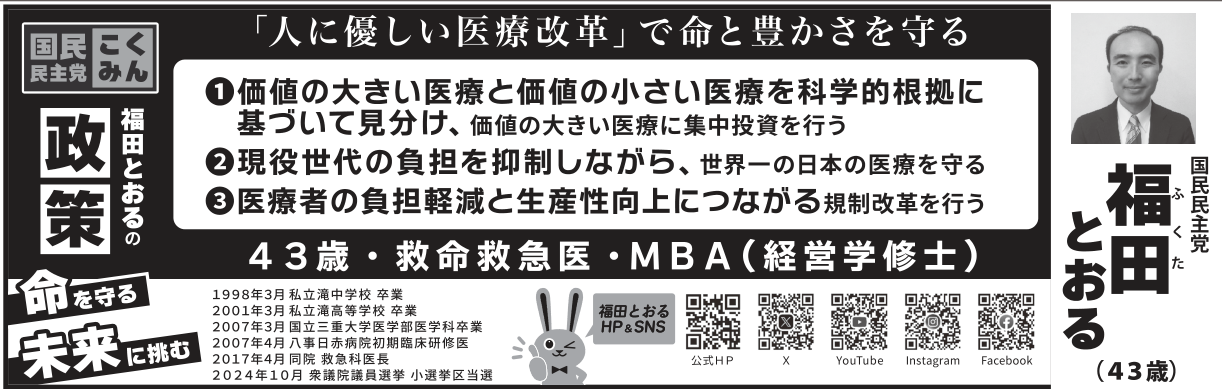 国民
民主党
こく
みん
福田とおるの
政策
「人に優しい医療改革」で命と豊かさを守る
❶価値の大きい医療と価値の小さい医療を科学的根拠に
基づいて見分け、価値の大きい医療に集中投資を行う
❷現役世代の負担を抑制しながら、世界一の日本の医療を守る
❸医療者の負担軽減と生産性向上につながる規制改革を行う
43歳・救命救急医・MBA(経営学修士)
命を守る
未来に挑む
1998年3月 私立滝中学校 卒業
2001年3月 私立滝高等学校 卒業
2007年3月 国立三重大学医学部医学科卒業
2007年4月 八事日赤病院初期臨床研修医
2017年4月 同院 救急科医長
2024年10月 衆議院議員選挙 小選挙区当選
福田とおる
HP&SNS
公式HP
X
YouTube
Instagram
Facebook
国民民主党
福田
ふくた
とおる
(43歳)